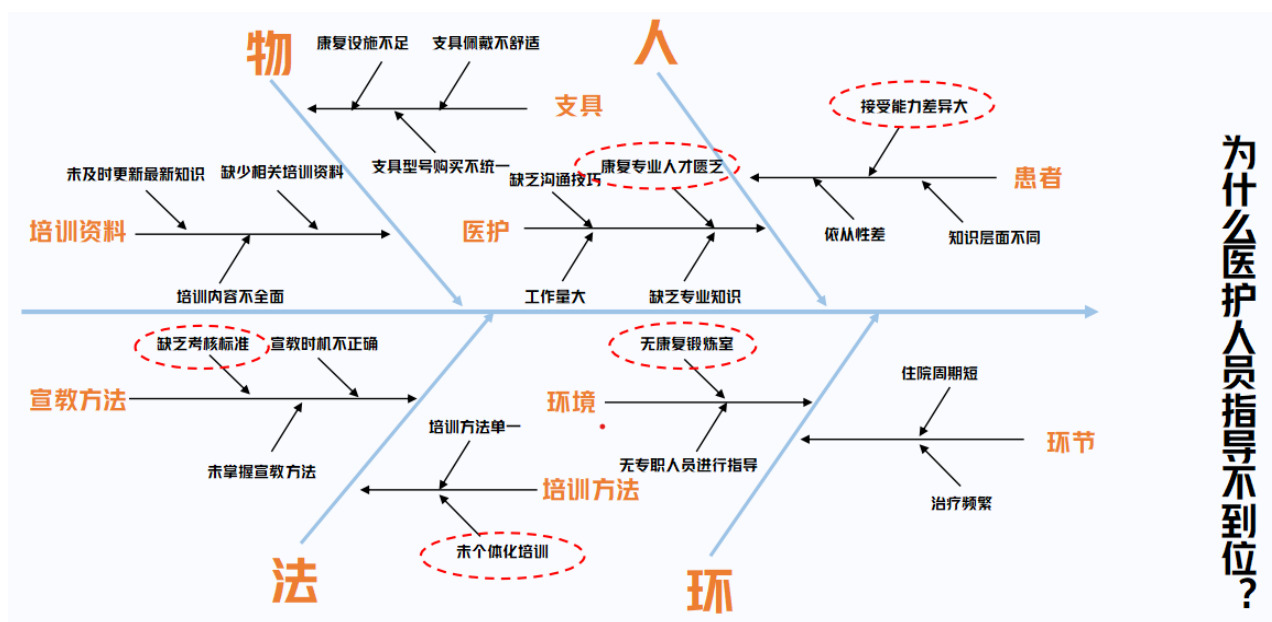 物
人
康复设施不足
支具佩戴不舒适
支具
支具型号购买不统一
未及时更新最新知识
缺少相关培训资料
培训资料
培训内容不全面
康复专业人才匮乏
缺乏沟通技巧
医护
工作量大
缺乏专业知识
接受能力差异大
患者
依从性差
知识层面不同
缺乏考核标准
宣教时机不正确
宣教方法
未掌握宣教方法
培训方法单一
培训方法
未个体化培训
无康复锻炼室
环境
无专职人员进行指导
住院周期短
环节
治疗频繁
法
环
为什么医护人员指导不到位？